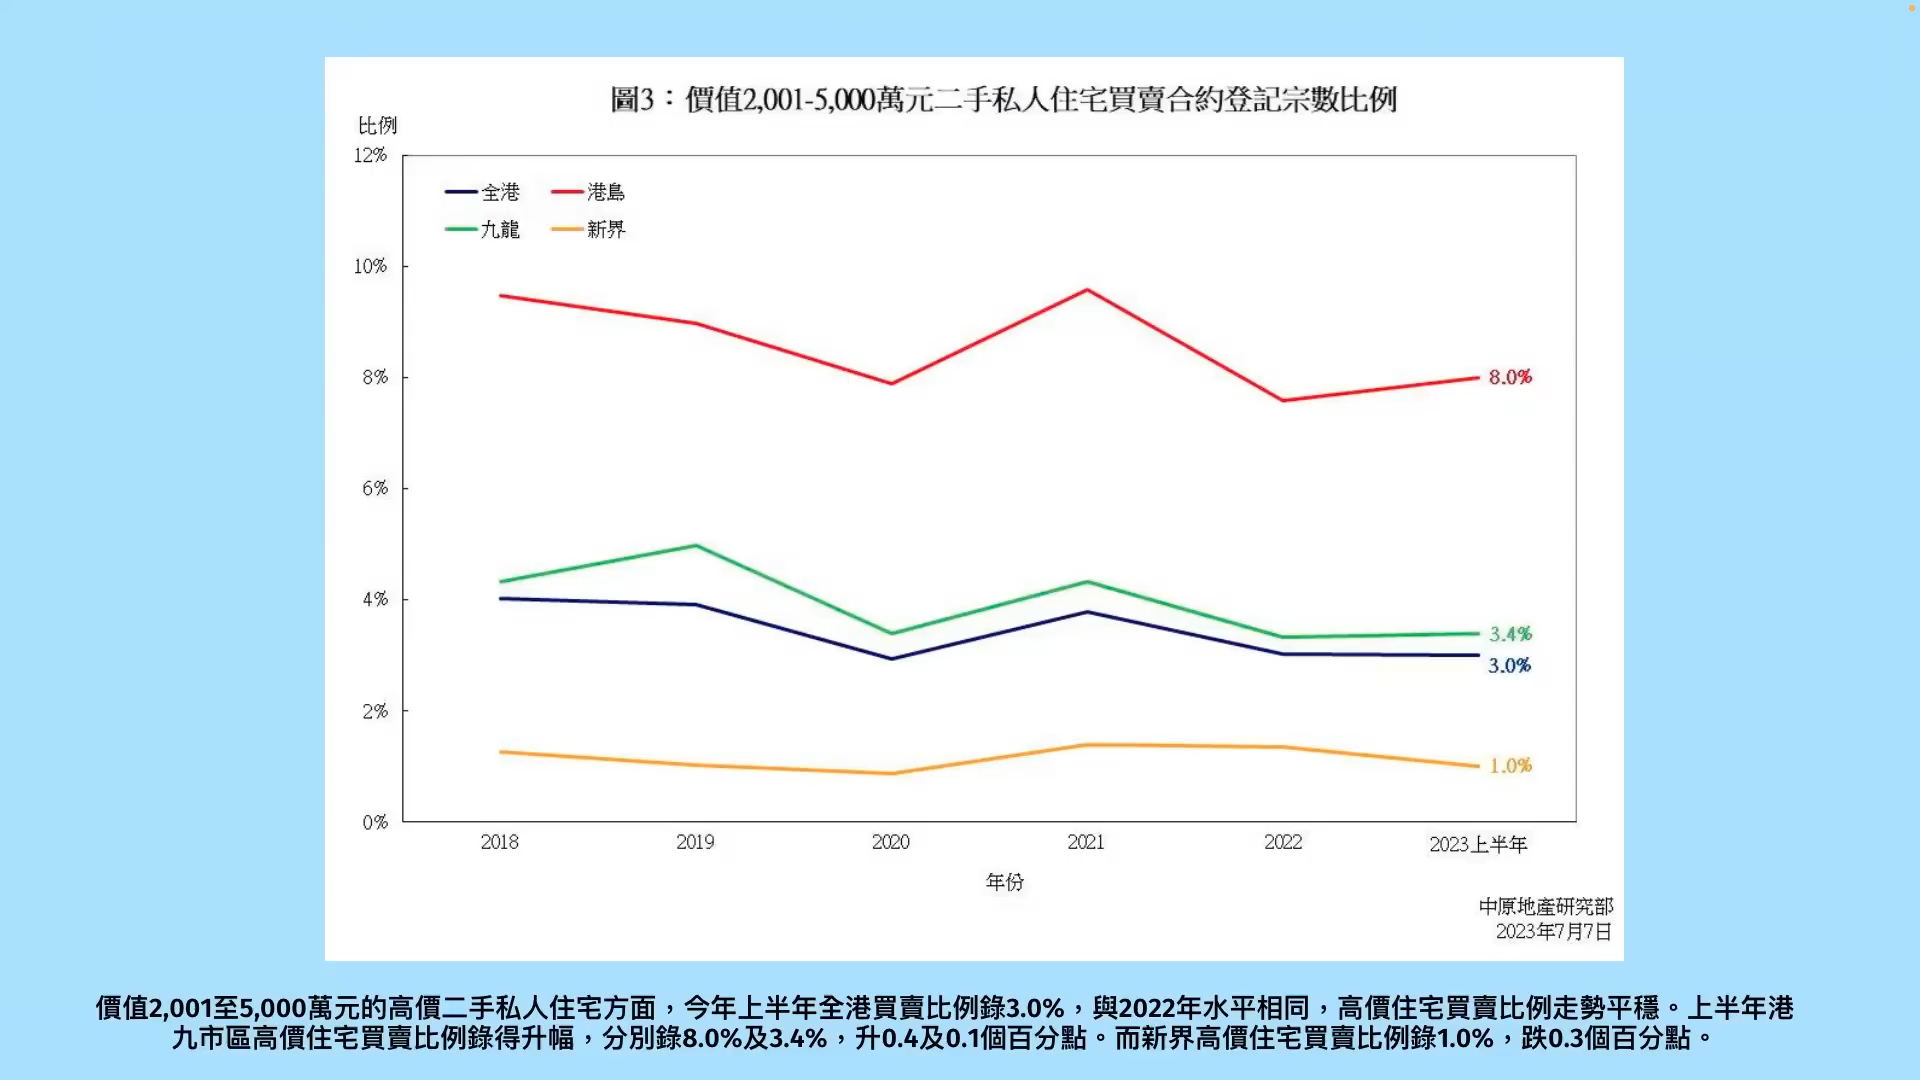 圖3：價值2,001-5,000萬元二手私人住宅買賣合約登記宗數比例
比例
12%
全港
港島
九龍
新界
10%
8%
8.0%
6%
4%
3.4%
3.0%
2%
1.0%
0%
2018
2019
2020
2021
2022
2023上半年
年份
中原地產研究部
2023年7月7日
價值2,001至5,000萬元的高價二手私人住宅方面，今年上半年全港買賣比例錄3.0%，與2022年水平相同，高價住宅買賣比例走勢平穩。上半年港
九市區高價住宅買賣比例錄得升幅，分別錄8.0%及3.4%，升0.4及0.1個百分點。而新界高價住宅買賣比例錄1.0%，跌0.3個百分點。